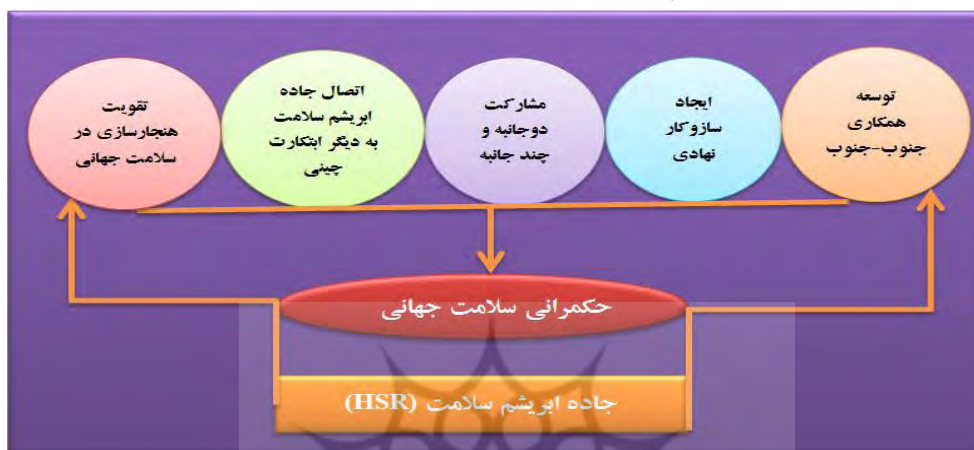 توسعه
همکاری
جنوب-جنوب
ایجاد
سازوکار
نهادی
مشارکت
دوجانبه و
چند جانبه
اتصال جاده
ابریشم سلامت
به دیگر ابتکارت
چینی
تقویت
هنجارسازی در
سلامت جهانی
حکمرانی سلامت جهانی
جاده ابریشم سلامت (HSR)